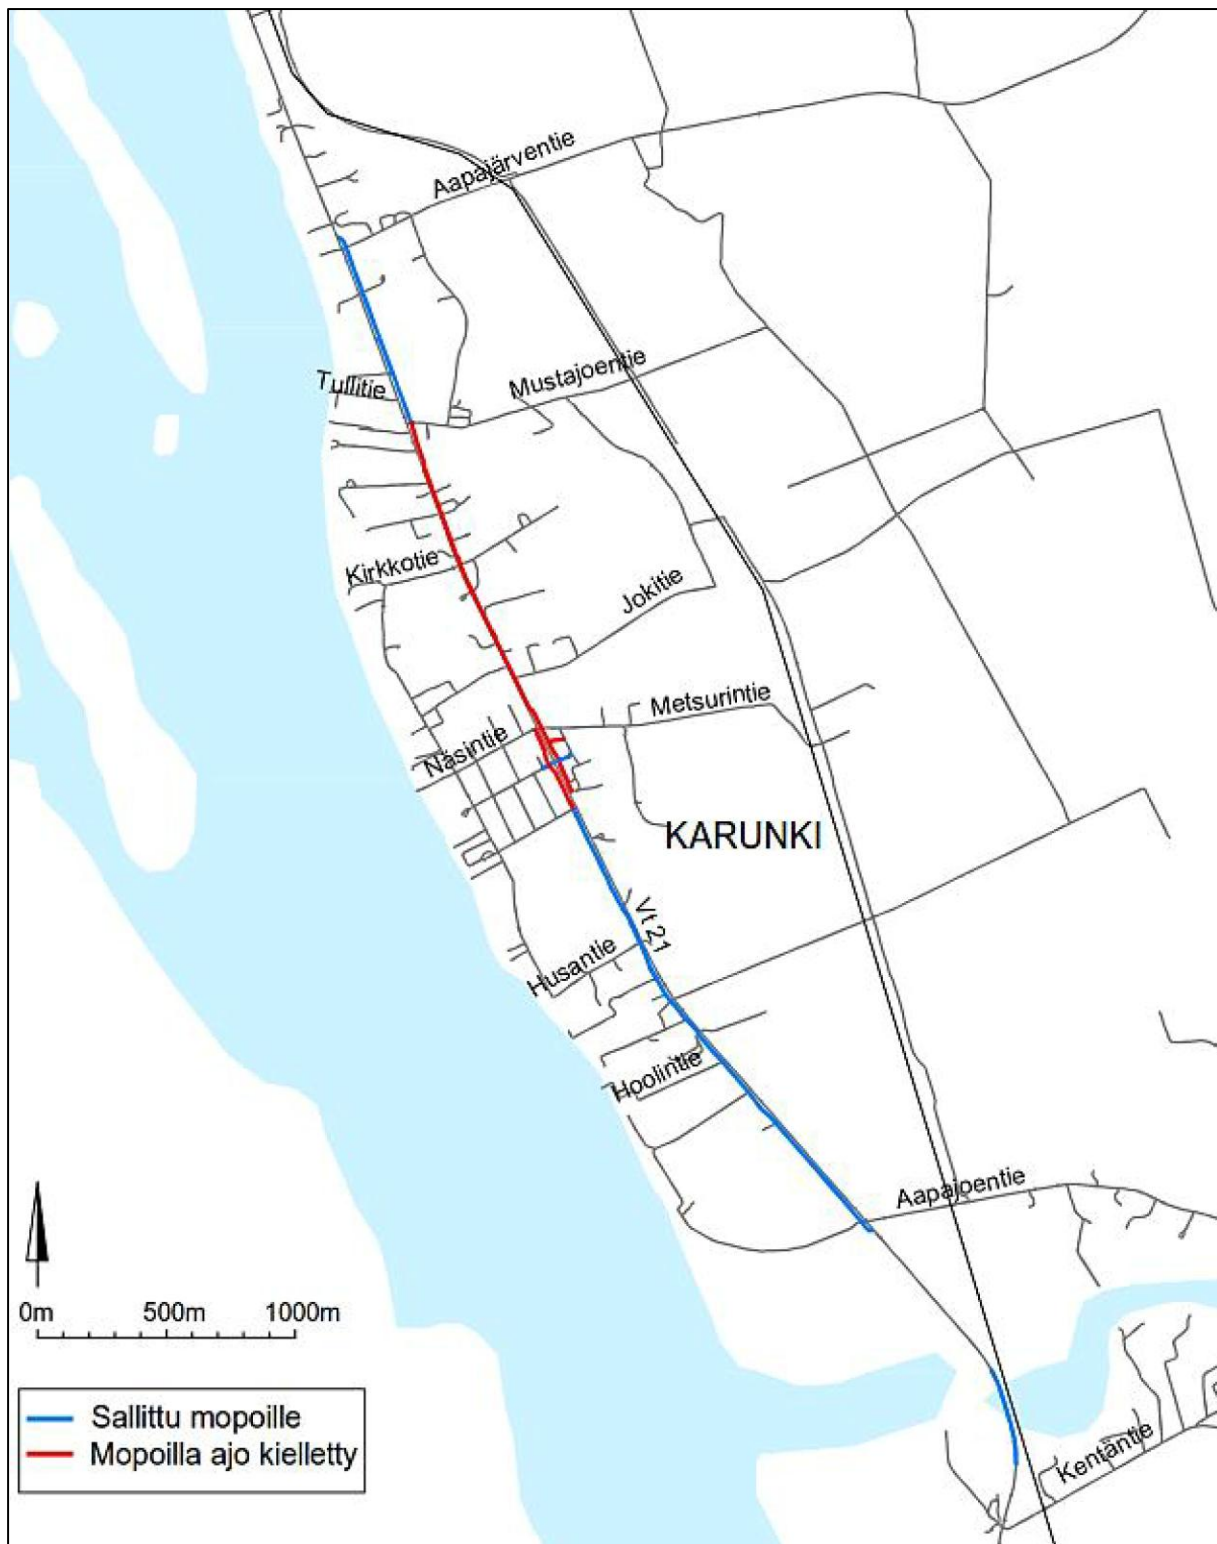 Aapajärventie
Tullitie
Mustajoentie
Kirkkotie
Jokitie
Metsurintie
Näsintie
KARUNKI
Vt 21
Husantie
Hoolintie
Aapajoentie
0m 500m 1000m
Sallittu mopoille
Mopoilla ajo kielletty
Kentäntie